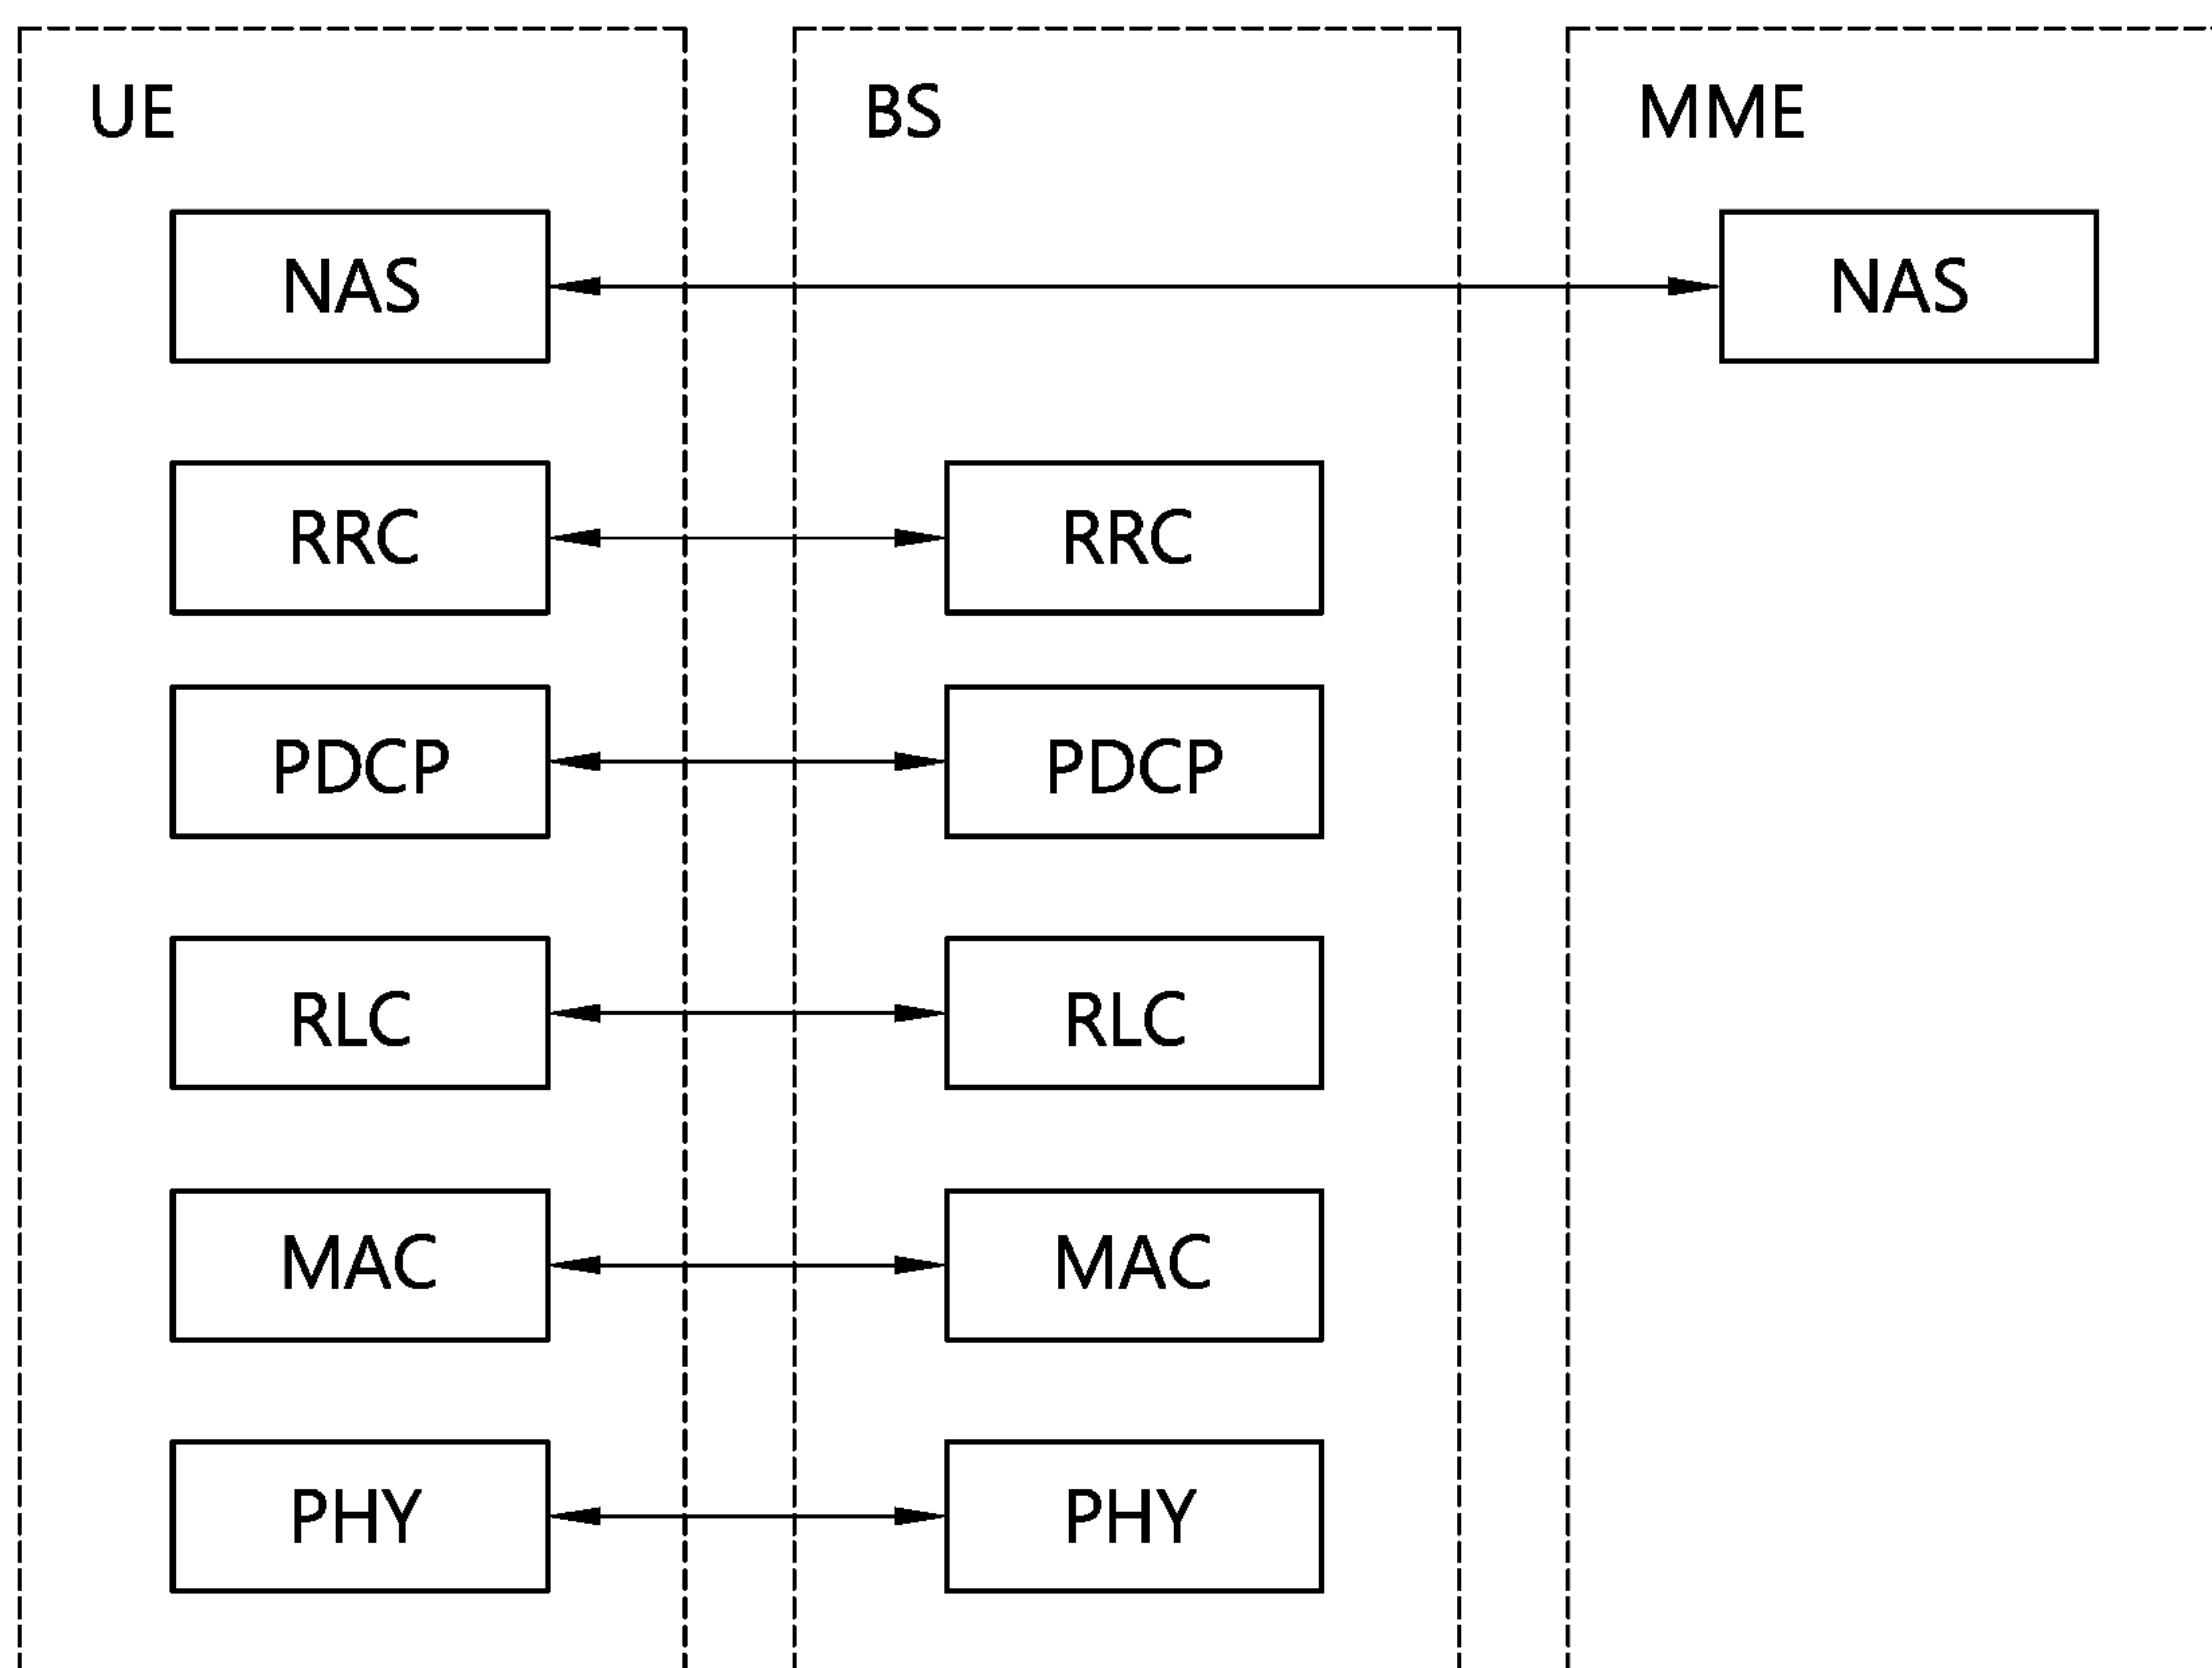 UE
BS
MME
NAS
NAS
RRC
RRC
PDCP
PDCP
RLC
RLC
MAC
MAC
PHY
PHY